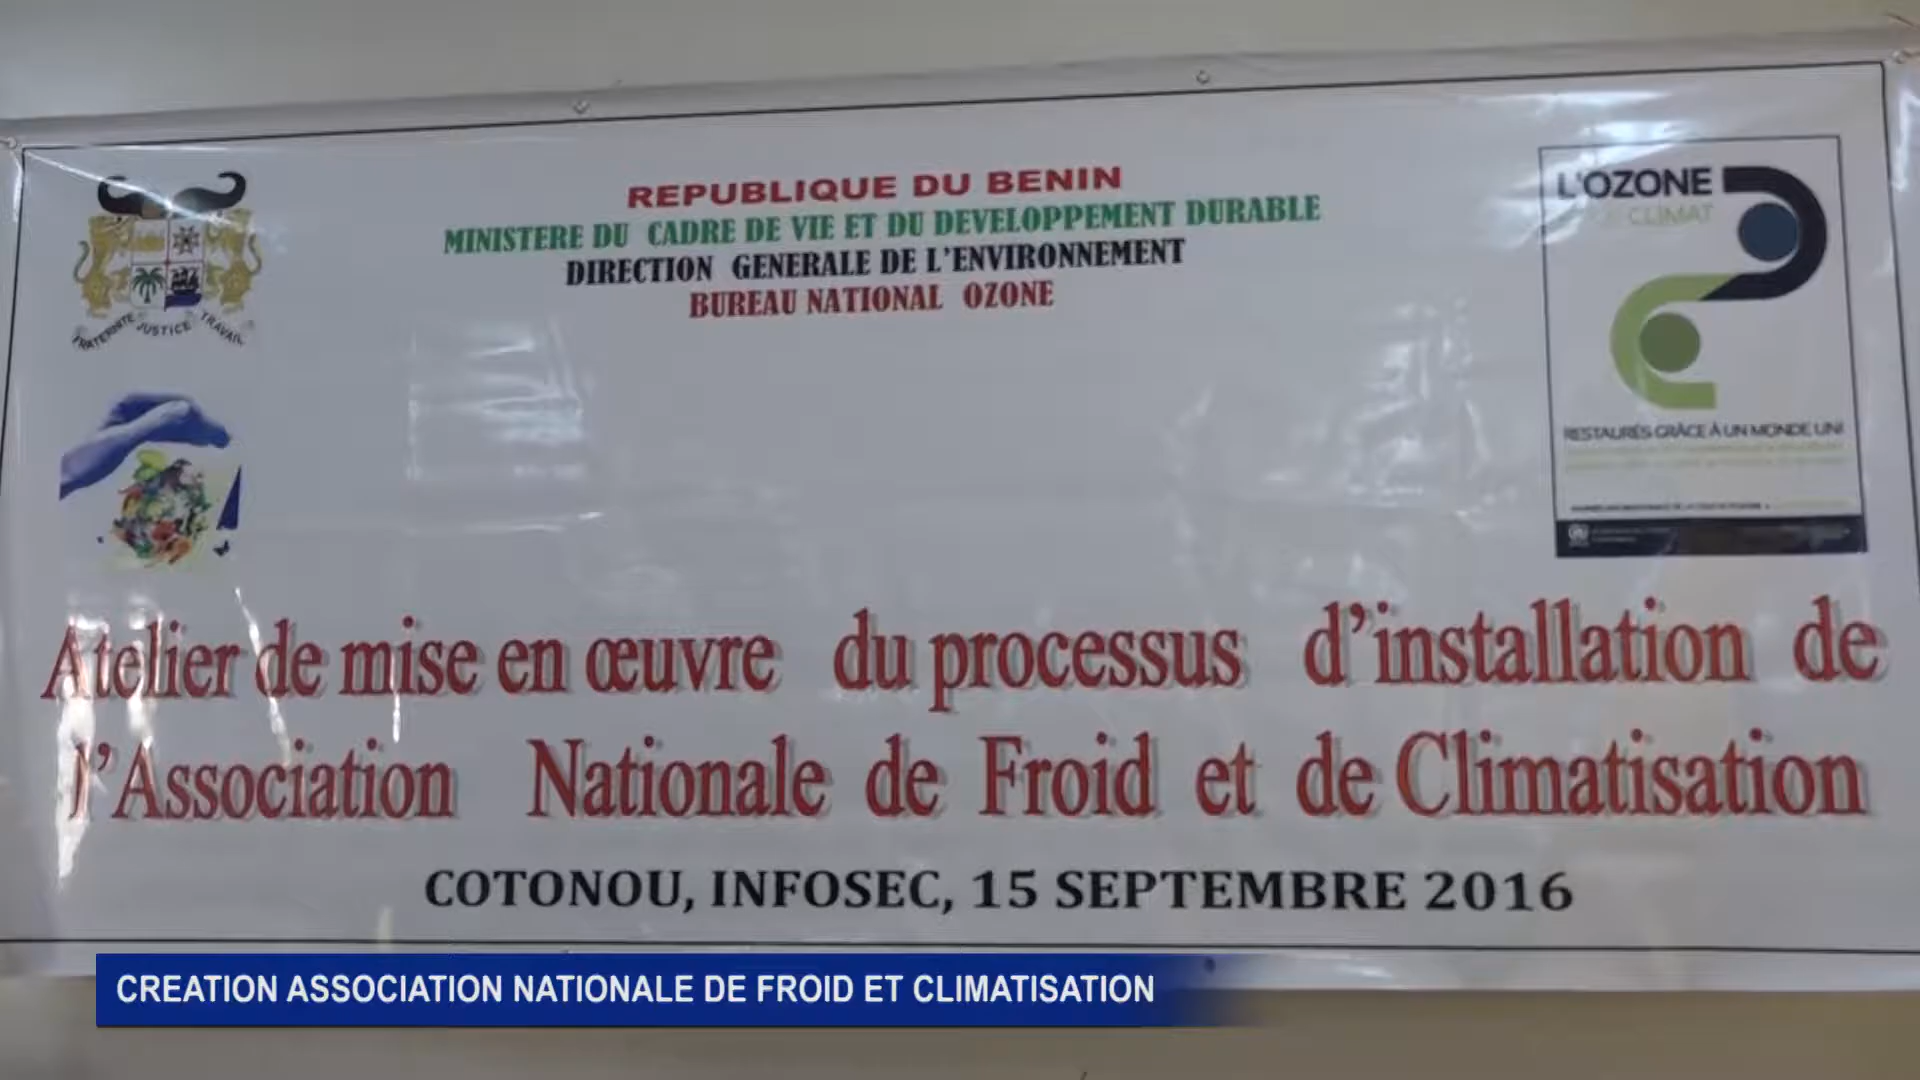 REPUBLIQUE DU BENIN
MINISTERE DU CADRE DE VIE ET DU DEVELOPPEMENT DURABLE
DIRECTION GENERALE DE L'ENVIRONNEMENT
BUREAU NATIONAL OZONE
FRATERNITE JUSTICE TRAVAIL
L'OZONE
CLIMAT
RESTAURÉS GRÂCE À UN MONDE UNI
Atelier de mise en œuvre du processus d'installation de
l'Association Nationale de Froid et de Climatisation
COTONOU, INFOSEC, 15 SEPTEMBRE 2016
CREATION ASSOCIATION NATIONALE DE FROID ET CLIMATISATION